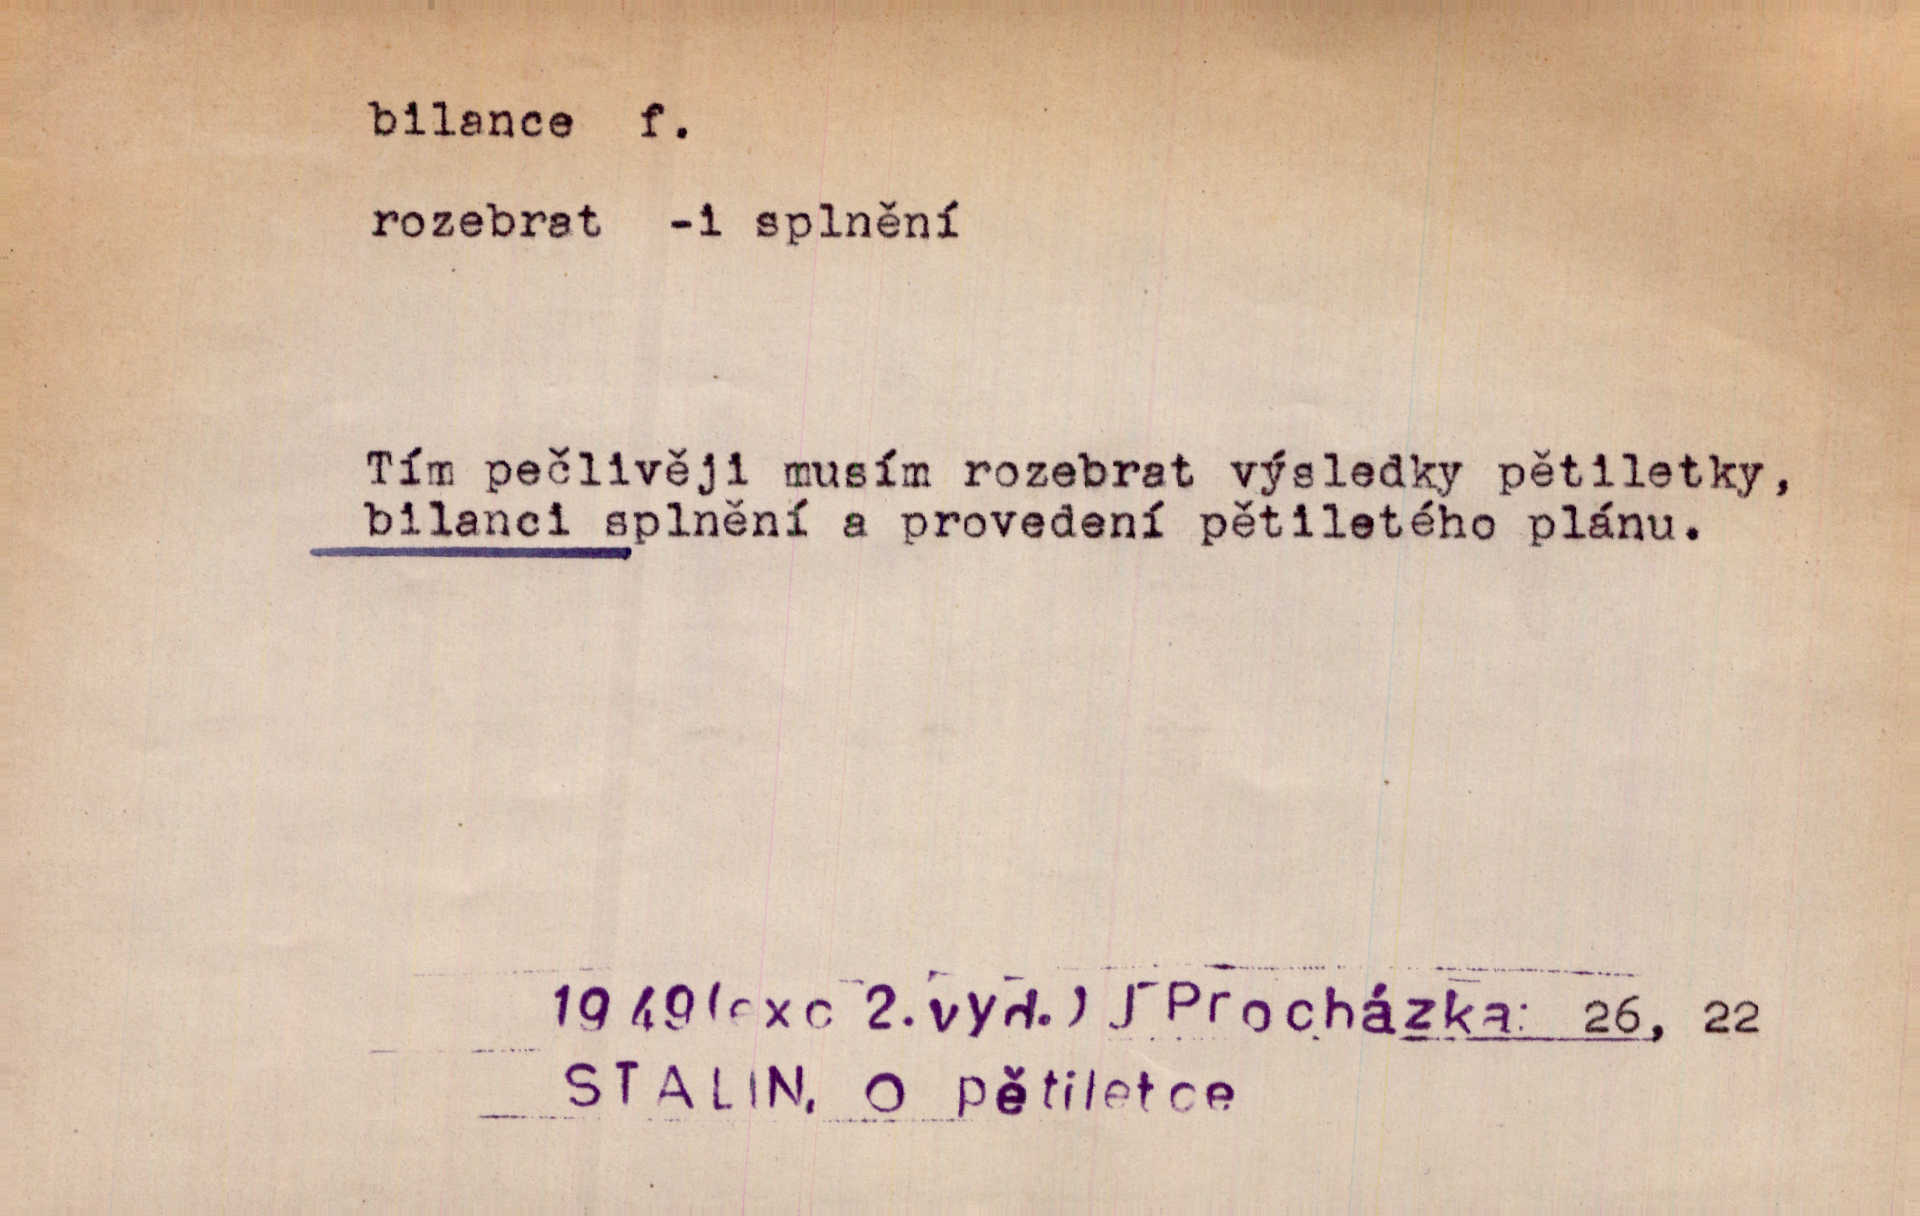 bilance f.
rozebrat -i splnění
Tím pečlivěji musím rozebrat výsledky pětiletky,
bilanci splnění a provedení pětiletého plánu.
1949(exc 2.vyd.) J Procházka: 26, 22
STALIN, O pětiletce